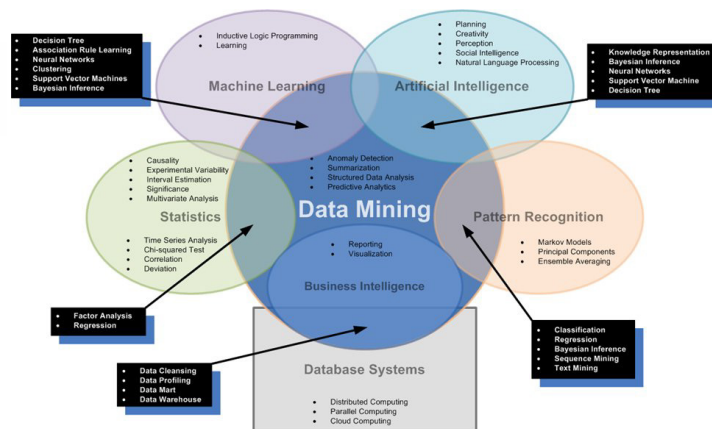 Decision Tree
Association Rule Learning
Neural Networks
Clustering
Support Vector Machines
Bayesian Inference
Inductive Logic Programming
Learning
Machine Learning
Planning
Creativity
Perception
Social Intelligence
Natural Language Processing
Artificial Intelligence
Knowledge Representation
Bayesian Inference
Neural Networks
Support Vector Machine
Decision Tree
Causality
Experimental Variability
Interval Estimation
Significance
Multivariate Analysis
Statistics
Time Series Analysis
Chi-squared Test
Correlation
Deviation
Anomaly Detection
Summarization
Structured Data Analysis
Predictive Analytics
Data Mining
Pattern Recognition
Markov Models
Principal Components
Ensemble Averaging
Reporting
Visualization
Business Intelligence
Factor Analysis
Regression
Classification
Regression
Bayesian Inference
Sequence Mining
Text Mining
Data Cleansing
Data Profiling
Data Mart
Data Warehouse
Database Systems
Distributed Computing
Parallel Computing
Cloud Computing